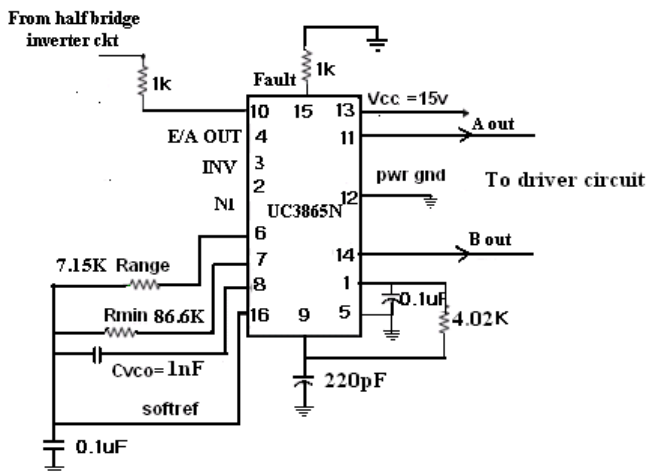 From half bridge
inverter ckt
1k
Fault
1k
10
15
13
Vcc =15v
E/A OUT
4
11
A out
INV
3
2
NI
pwr gnd
12
To driver circuit
UC3865N
6
14
B out
7.15K Range
7
1
8
0.1uF
Rmin 86.6K
16
9
5
4.02K
Cvco= 1nF
220pF
softref
0.1uF